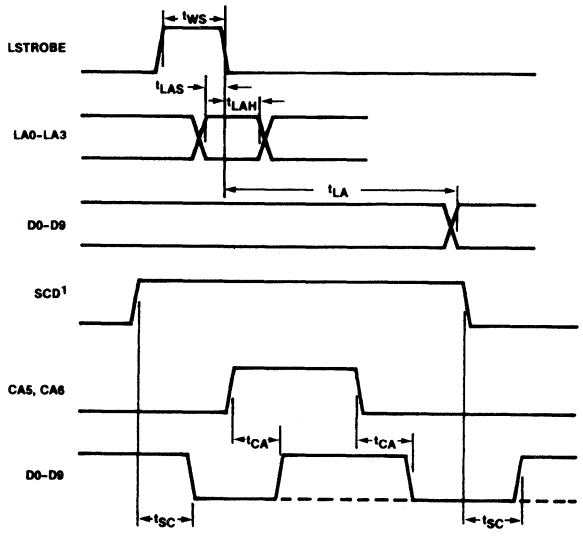 LSTROBE
tWS
tLAS
tLAH
LA0–LA3
tLA
D0–D9
SCD1
CA5, CA6
tCA
tCA
D0–D9
tSC
tSC